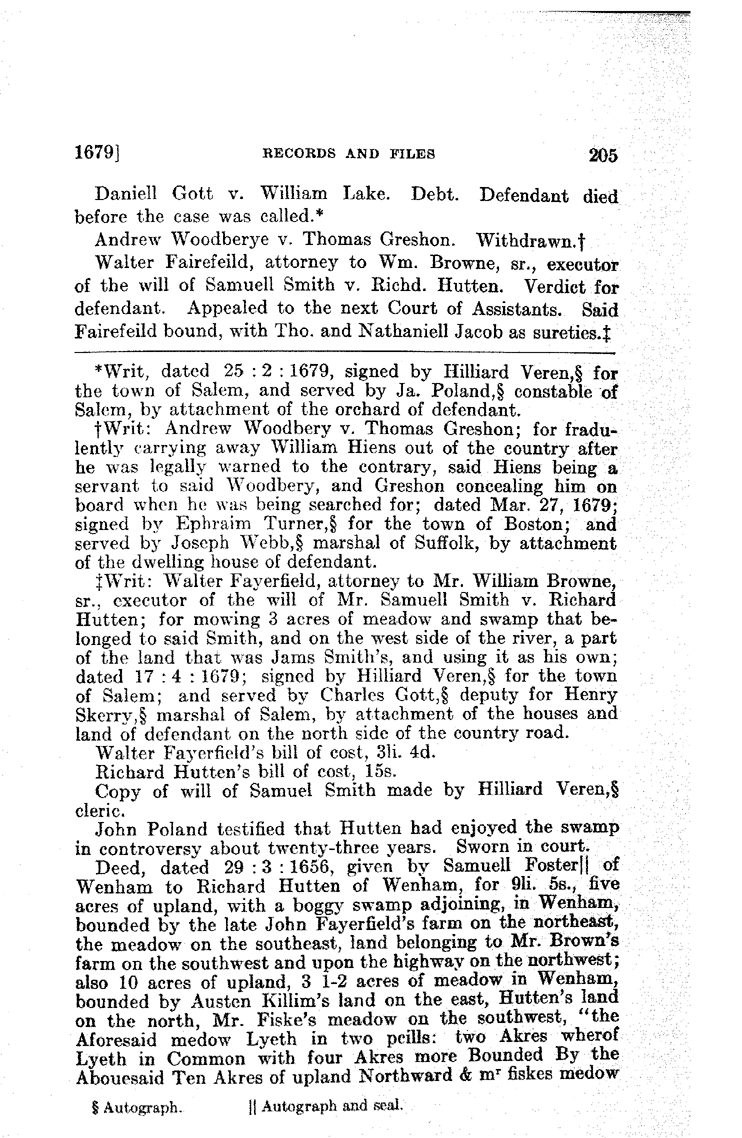 1679] RECORDS AND FILES 205
Daniell Gott v. William Lake. Debt. Defendant died
before the case was called.*
Andrew Woodberye v. Thomas Greshon. Withdrawn.†
Walter Fairefeild, attorney to Wm. Browne, sr., executor
of the will of Samuell Smith v. Richd. Hutten. Verdict for
defendant. Appealed to the next Court of Assistants. Said
Fairefeild bound, with Tho. and Nathaniell Jacob as sureties.‡
*Writ, dated 25 : 2 : 1679, signed by Hilliard Veren,§ for
the town of Salem, and served by Ja. Poland,§ constable of
Salem, by attachment of the orchard of defendant.
†Writ: Andrew Woodbery v. Thomas Greshon; for fradu-
lently carrying away William Hiens out of the country after
he was legally warned to the contrary, said Hiens being a
servant to said Woodbery, and Greshon concealing him on
board when he was being searched for; dated Mar. 27, 1679;
signed by Ephraim Turner,§ for the town of Boston; and
served by Joseph Webb,§ marshal of Suffolk, by attachment
of the dwelling house of defendant.
‡Writ: Walter Fayerfield, attorney to Mr. William Browne,
sr., executor of the will of Mr. Samuell Smith v. Richard
Hutten; for mowing 3 acres of meadow and swamp that be-
longed to said Smith, and on the west side of the river, a part
of the land that was Jams Smith's, and using it as his own;
dated 17 : 4 : 1679; signed by Hilliard Veren,§ for the town
of Salem; and served by Charles Gott,§ deputy for Henry
Skerry,§ marshal of Salem, by attachment of the houses and
land of defendant on the north side of the country road.
Walter Fayerfield's bill of cost, 3li. 4d.
Richard Hutten's bill of cost, 15s.
Copy of will of Samuel Smith made by Hilliard Veren,§
cleric.
John Poland testified that Hutten had enjoyed the swamp
in controversy about twenty-three years. Sworn in court.
Deed, dated 29 : 3 : 1656, given by Samuell Foster|| of
Wenham to Richard Hutten of Wenham, for 9li. 5s., five
acres of upland, with a boggy swamp adjoining, in Wenham,
bounded by the late John Fayerfield's farm on the northeast,
the meadow on the southeast, land belonging to Mr. Brown's
farm on the southwest and upon the highway on the northwest;
also 10 acres of upland, 3 1-2 acres of meadow in Wenham,
bounded by Austen Killim's land on the east, Hutten's land
on the north, Mr. Fiske's meadow on the southwest, "the
Aforesaid medow Lyeth in two peills: two Akres wherof
Lyeth in Common with four Akres more Bounded By the
Abouesaid Ten Akres of upland Northward & mʳ fiskes medow
§ Autograph. || Autograph and seal.